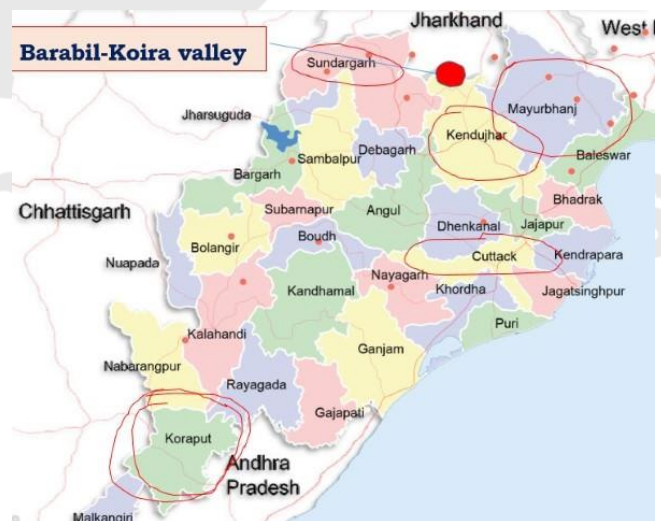 Jharkhand
West
Barabil-Koira valley
Sundargarh
Mayurbhanj
Jharsuguda
Kendujhar
Debagarh
Sambalpur
Baleswar
Bargarh
Bhadrak
Chhattisgarh
Subarnapur
Angul
Dhenkanal
Jajapur
Bolangir
Boudh
Cuttack
Kendrapara
Nuapada
Nayagarh
Khordha
Kandhamal
Jagatsinghpur
Puri
Kalahandi
Ganjam
Nabarangpur
Rayagada
Gajapati
Koraput
Andhra
Pradesh
Malkangiri